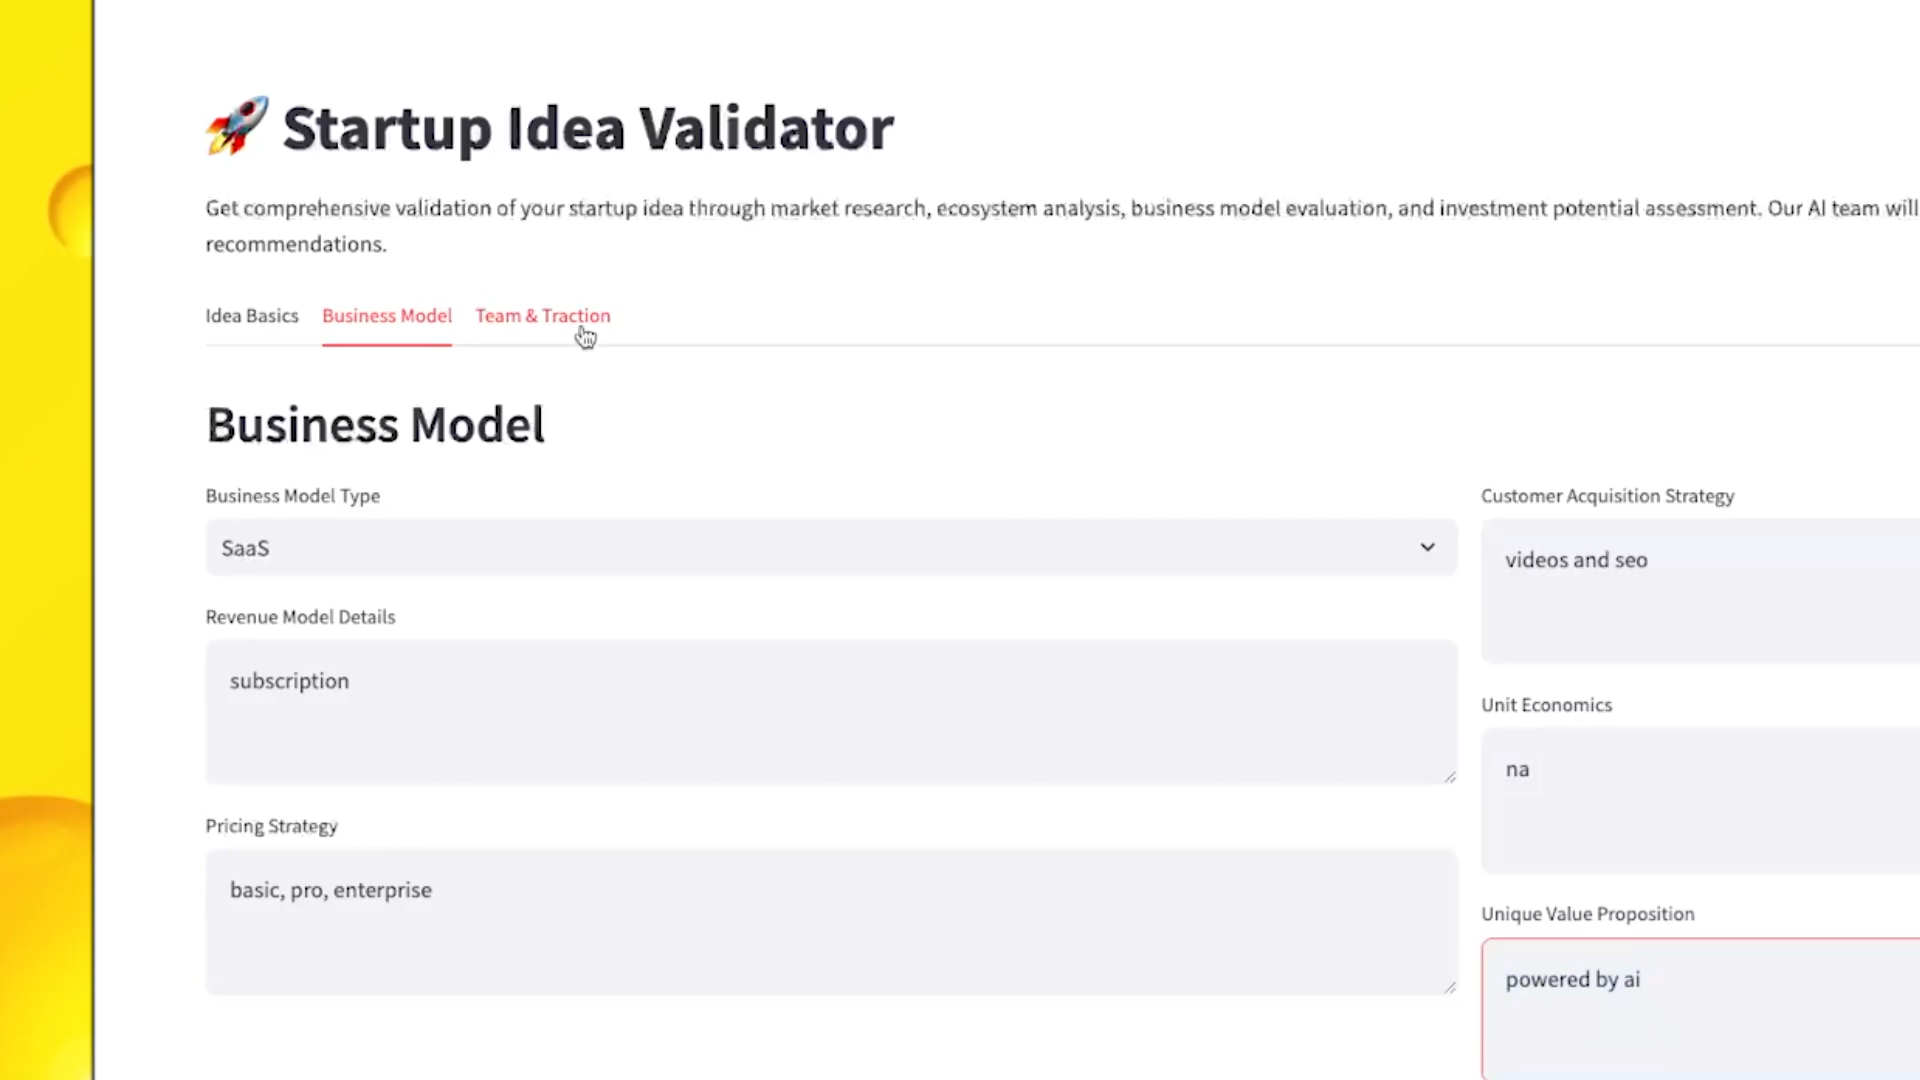 🚀 Startup Idea Validator
Get comprehensive validation of your startup idea through market research, ecosystem analysis, business model evaluation, and investment potential assessment. Our AI team will
recommendations.
Idea Basics Business Model Team & Traction
Business Model
Business Model Type
SaaS
Revenue Model Details
subscription
Pricing Strategy
basic, pro, enterprise
Customer Acquisition Strategy
videos and seo
Unit Economics
na
Unique Value Proposition
powered by ai